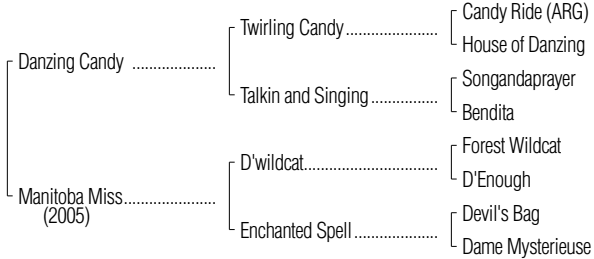 Candy Ride (ARG)
Twirling Candy
House of Danzing
Danzing Candy
Songandaprayer
Talkin and Singing
Bendita
Forest Wildcat
D'wildcat
D'Enough
Manitoba Miss
(2005)
Devil's Bag
Enchanted Spell
Dame Mysterieuse